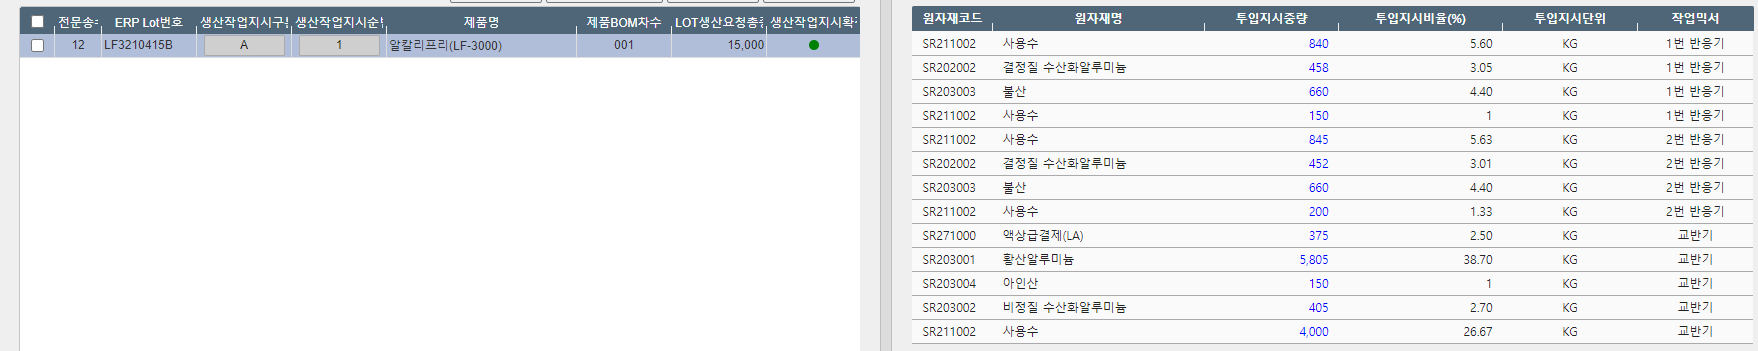 전문송 ERP Lot번호 생산작업지시구분 생산작업지시순번 제품명 제품BOM차수 LOT생산요청총 생산작업지시확
12 LF3210415B A 1 알칼리프리(LF-3000) 001 15,000
원자재코드 원자재명 투입지시중량 투입지시비율(%) 투입지시단위 작업믹서
SR211002 사용수 840 5.60 KG 1번 반응기
SR202002 결정질 수산화알루미늄 458 3.05 KG 1번 반응기
SR203003 불산 660 4.40 KG 1번 반응기
SR211002 사용수 150 1 KG 1번 반응기
SR211002 사용수 845 5.63 KG 2번 반응기
SR202002 결정질 수산화알루미늄 452 3.01 KG 2번 반응기
SR203003 불산 660 4.40 KG 2번 반응기
SR211002 사용수 200 1.33 KG 2번 반응기
SR271000 액상급결제(LA) 375 2.50 KG 교반기
SR203001 황산알루미늄 5,805 38.70 KG 교반기
SR203004 아인산 150 1 KG 교반기
SR203002 비정질 수산화알루미늄 405 2.70 KG 교반기
SR211002 사용수 4,000 26.67 KG 교반기